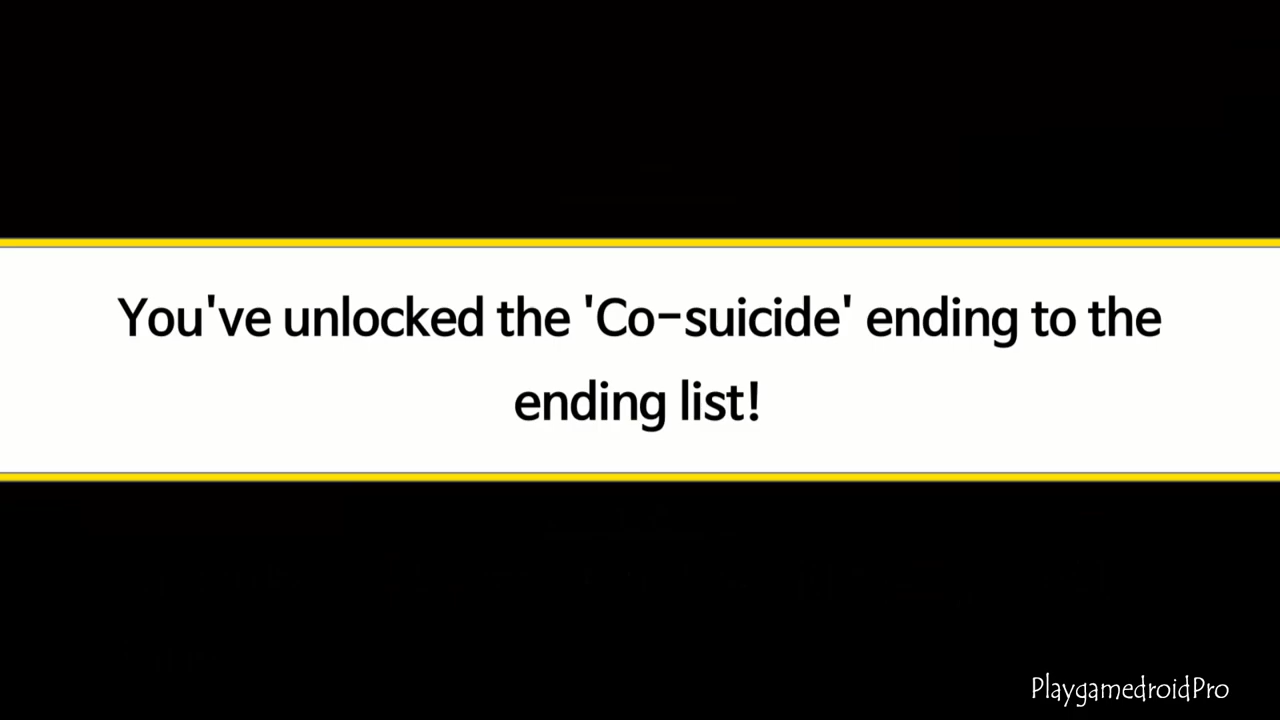 You've unlocked the 'Co-suicide' ending to the
ending list!
PlaygamedroidPro